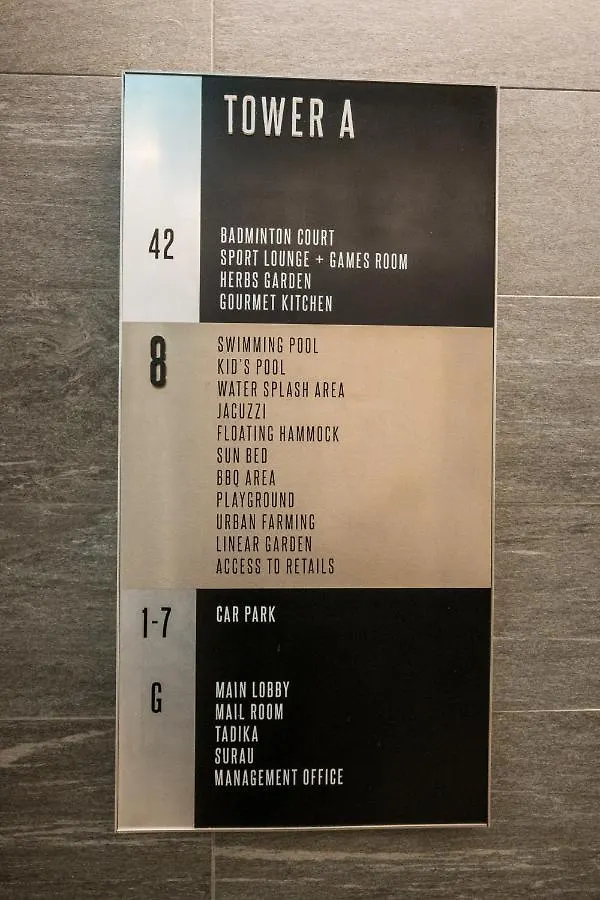 TOWER A
42
BADMINTON COURT
SPORT LOUNGE + GAMES ROOM
HERBS GARDEN
GOURMET KITCHEN
8
SWIMMING POOL
KID'S POOL
WATER SPLASH AREA
JACUZZI
FLOATING HAMMOCK
SUN BED
BBQ AREA
PLAYGROUND
URBAN FARMING
LINEAR GARDEN
ACCESS TO RETAILS
1-7
CAR PARK
G
MAIN LOBBY
MAIL ROOM
TADIKA
SURAU
MANAGEMENT OFFICE